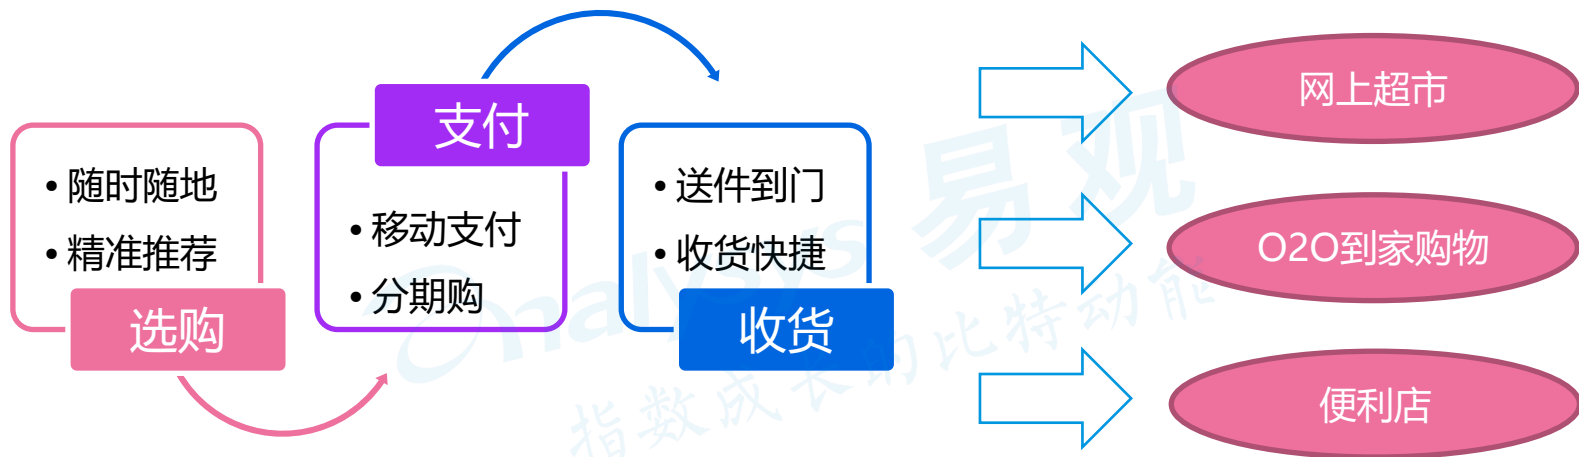 随时随地
精准推荐
选购
支付
移动支付
分期购
送件到门
收货快捷
收货
网上超市
O2O到家购物
便利店
nalysys 易观
指数成长的比特动能